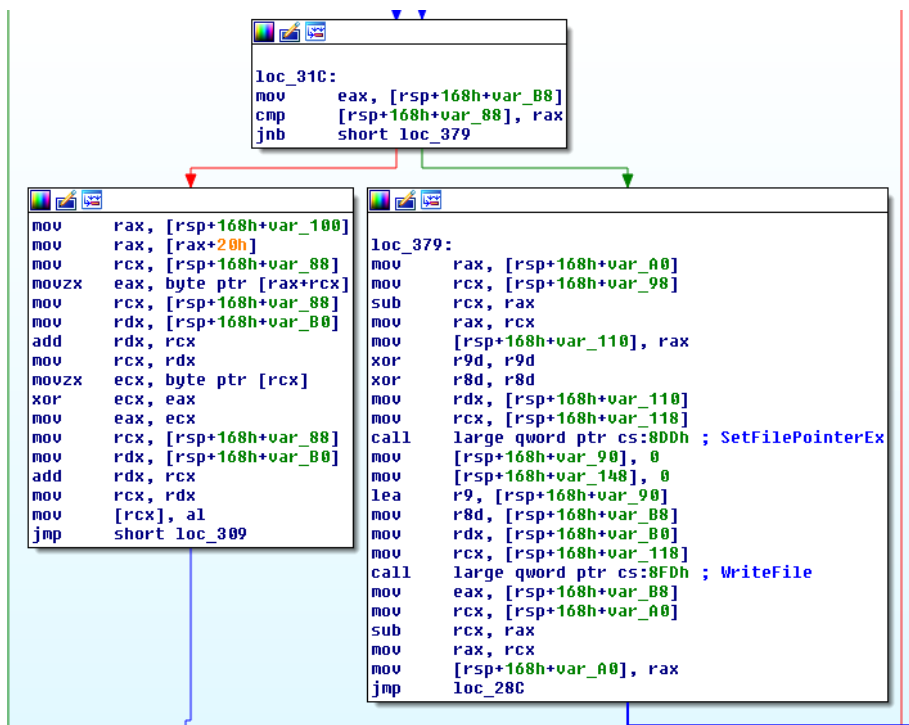 loc_31C:
mov eax, [rsp+168h+var_B8]
cmp [rsp+168h+var_88], rax
jnb short loc_379
mov rax, [rsp+168h+var_100]
mov rax, [rax+20h]
mov rcx, [rsp+168h+var_88]
movzx eax, byte ptr [rax+rcx]
mov rcx, [rsp+168h+var_88]
mov rdx, [rsp+168h+var_B0]
add rdx, rcx
mov rcx, rdx
movzx ecx, byte ptr [rcx]
xor ecx, eax
mov eax, ecx
mov rcx, [rsp+168h+var_88]
mov rdx, [rsp+168h+var_B0]
add rdx, rcx
mov rcx, rdx
mov [rcx], al
jmp short loc_309
loc_379:
mov rax, [rsp+168h+var_A0]
mov rcx, [rsp+168h+var_98]
sub rcx, rax
mov rax, rcx
mov [rsp+168h+var_110], rax
xor r9d, r9d
xor r8d, r8d
mov rdx, [rsp+168h+var_110]
mov rcx, [rsp+168h+var_118]
call large qword ptr cs:8DDh ; SetFilePointerEx
mov [rsp+168h+var_90], 0
mov [rsp+168h+var_148], 0
lea r9, [rsp+168h+var_90]
mov r8d, [rsp+168h+var_B8]
mov rdx, [rsp+168h+var_B0]
mov rcx, [rsp+168h+var_118]
call large qword ptr cs:8FDh ; WriteFile
mov eax, [rsp+168h+var_B8]
mov rcx, [rsp+168h+var_A0]
sub rcx, rax
mov rax, rcx
mov [rsp+168h+var_A0], rax
jmp loc_28C